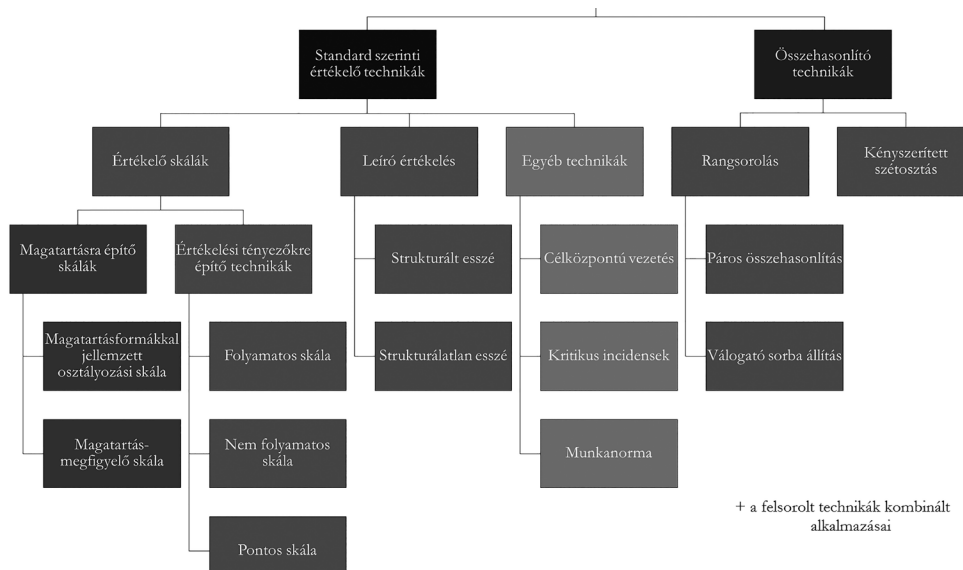 Standard szerinti
értékelő technikák
Összehasonlító
technikák
Értékelő skálák
Leíró értékelés
Egyéb technikák
Rangsorolás
Kényszerített
szétosztás
Magatartásra építő
skálák
Értékelési tényezőkre
építő technikák
Strukturált esszé
Célközpontú vezetés
Páros összehasonlítás
Magatartásformákkal
jellemzett
osztályozási skála
Folyamatos skála
Strukturálatlan esszé
Kritikus incidensek
Válogató sorba állítás
Magatartás-
megfigyelő skála
Nem folyamatos
skála
Munkanorma
Pontos skála
+ a felsorolt technikák kombinált
alkalmazásai